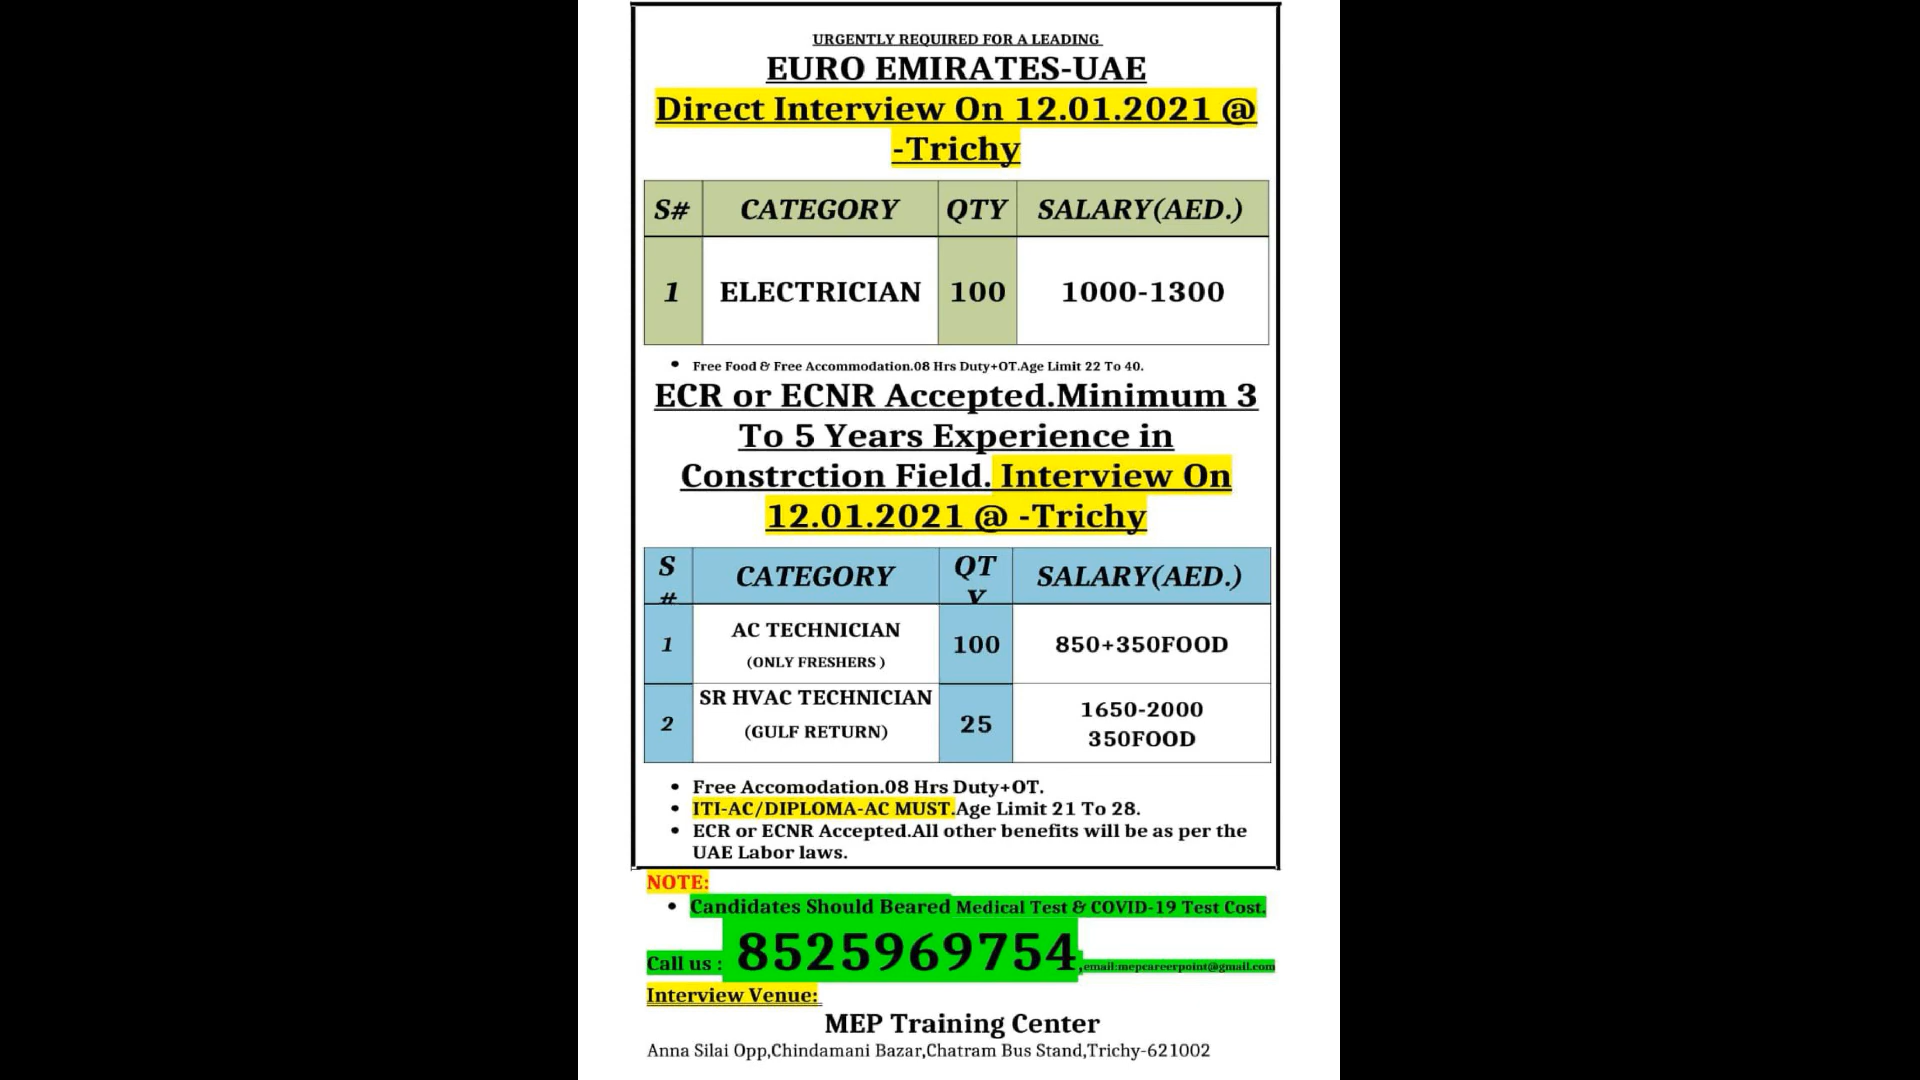 URGENTLY REQUIRED FOR A LEADING
EURO EMIRATES-UAE
Direct Interview On 12.01.2021 @
-Trichy
S# CATEGORY QTY SALARY(AED.)
1 ELECTRICIAN 100 1000-1300
• Free Food & Free Accommodation.08 Hrs Duty+OT.Age Limit 22 To 40.
ECR or ECNR Accepted.Minimum 3
To 5 Years Experience in
Constrction Field. Interview On
12.01.2021 @ -Trichy
S CATEGORY QT SALARY(AED.)
# Y
1 AC TECHNICIAN 100 850+350FOOD
(ONLY FRESHERS )
SR HVAC TECHNICIAN
2 (GULF RETURN) 25 1650-2000
350FOOD
• Free Accomodation.08 Hrs Duty+OT.
• ITI-AC/DIPLOMA-AC MUST.Age Limit 21 To 28.
• ECR or ECNR Accepted.All other benefits will be as per the
UAE Labor laws.
NOTE:
• Candidates Should Beared Medical Test & COVID-19 Test Cost.
Call us : 8525969754,email:mepcareerpoint@gmail.com
Interview Venue:
MEP Training Center
Anna Silai Opp,Chindamani Bazar,Chatram Bus Stand,Trichy-621002